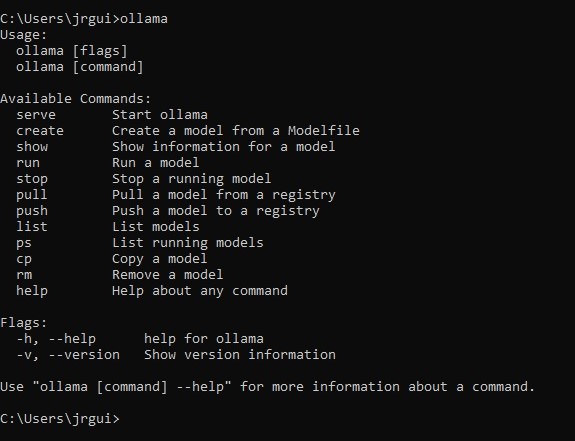 C:\Users\jrgui>ollama
Usage:
  ollama [flags]
  ollama [command]

Available Commands:
  serve       Start ollama
  create      Create a model from a Modelfile
  show        Show information for a model
  run         Run a model
  stop        Stop a running model
  pull        Pull a model from a registry
  push        Push a model to a registry
  list        List models
  ps          List running models
  cp          Copy a model
  rm          Remove a model
  help        Help about any command

Flags:
  -h, --help      help for ollama
  -v, --version   Show version information

Use "ollama [command] --help" for more information about a command.

C:\Users\jrgui>